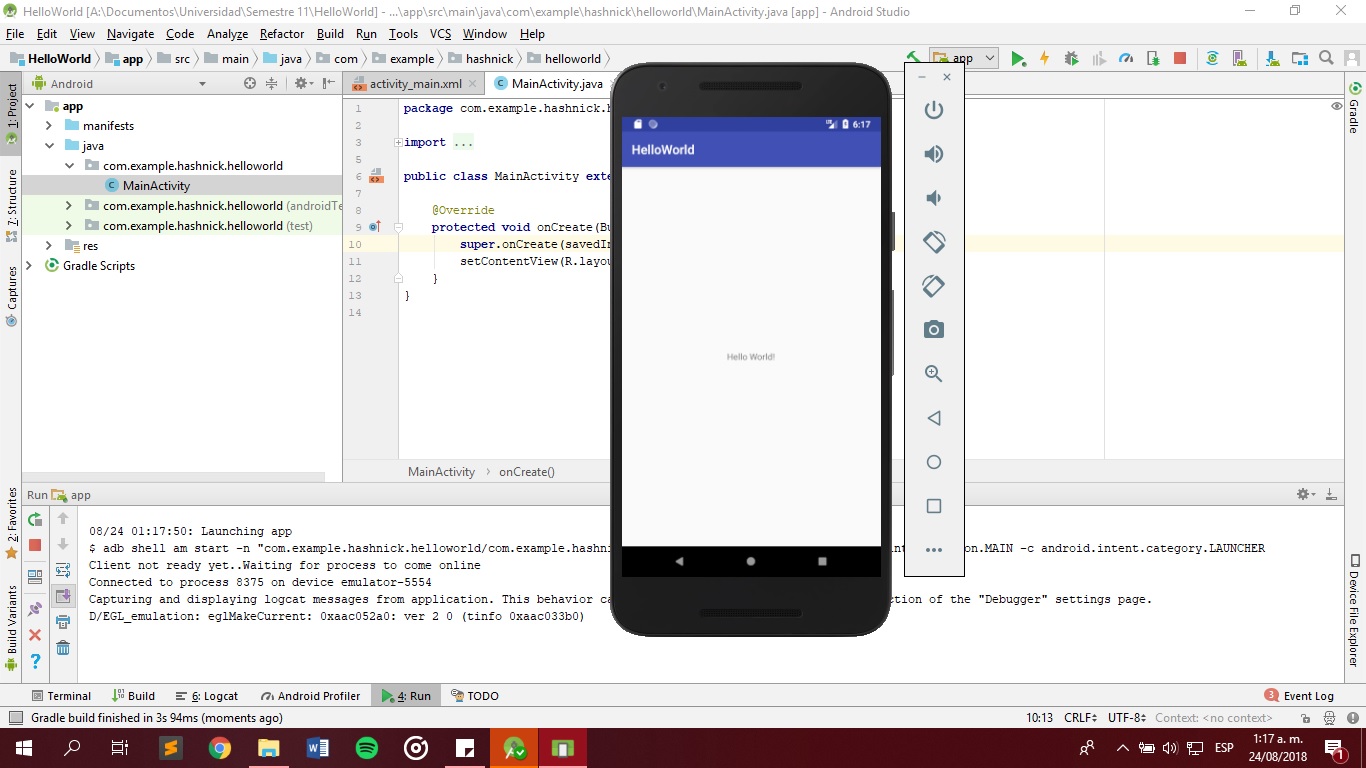 HelloWorld [A:\Documentos\Universidad\Semestre 11\HelloWorld] - ...\app\src\main\java\com\example\hashnick\helloworld\MainActivity.java [app] - Android Studio
File Edit View Navigate Code Analyze Refactor Build Run Tools VCS Window Help
HelloWorld app src main java com example hashnick helloworld app
1: Project
7: Structure
Captures
2: Favorites
Build Variants
Android
app
manifests
java
com.example.hashnick.helloworld
MainActivity
com.example.hashnick.helloworld (androidTe
com.example.hashnick.helloworld (test)
res
Gradle Scripts
activity_main.xml MainActivity.java
1 package com.example.hashnick.h
2
3 import ...
5
6 public class MainActivity exte
7
8 @Override
9 protected void onCreate(Bu
10 super.onCreate(savedIn
11 setContentView(R.layou
12 }
13 }
14
MainActivity onCreate()
6:17
HelloWorld
Hello World!
Gradle
Device File Explorer
Run app
08/24 01:17:50: Launching app
$ adb shell am start -n "com.example.hashnick.helloworld/com.example.hashni on.MAIN -c android.intent.category.LAUNCHER
Client not ready yet..Waiting for process to come online
Connected to process 8375 on device emulator-5554
Capturing and displaying logcat messages from application. This behavior ca ction of the "Debugger" settings page.
D/EGL_emulation: eglMakeCurrent: 0xaac052a0: ver 2 0 (tinfo 0xaac033b0)
Terminal Build 6: Logcat Android Profiler 4: Run TODO 3 Event Log
Gradle build finished in 3s 94ms (moments ago) 10:13 CRLF UTF-8 Context: <no context>
ESP 1:17 a. m.
24/08/2018 1